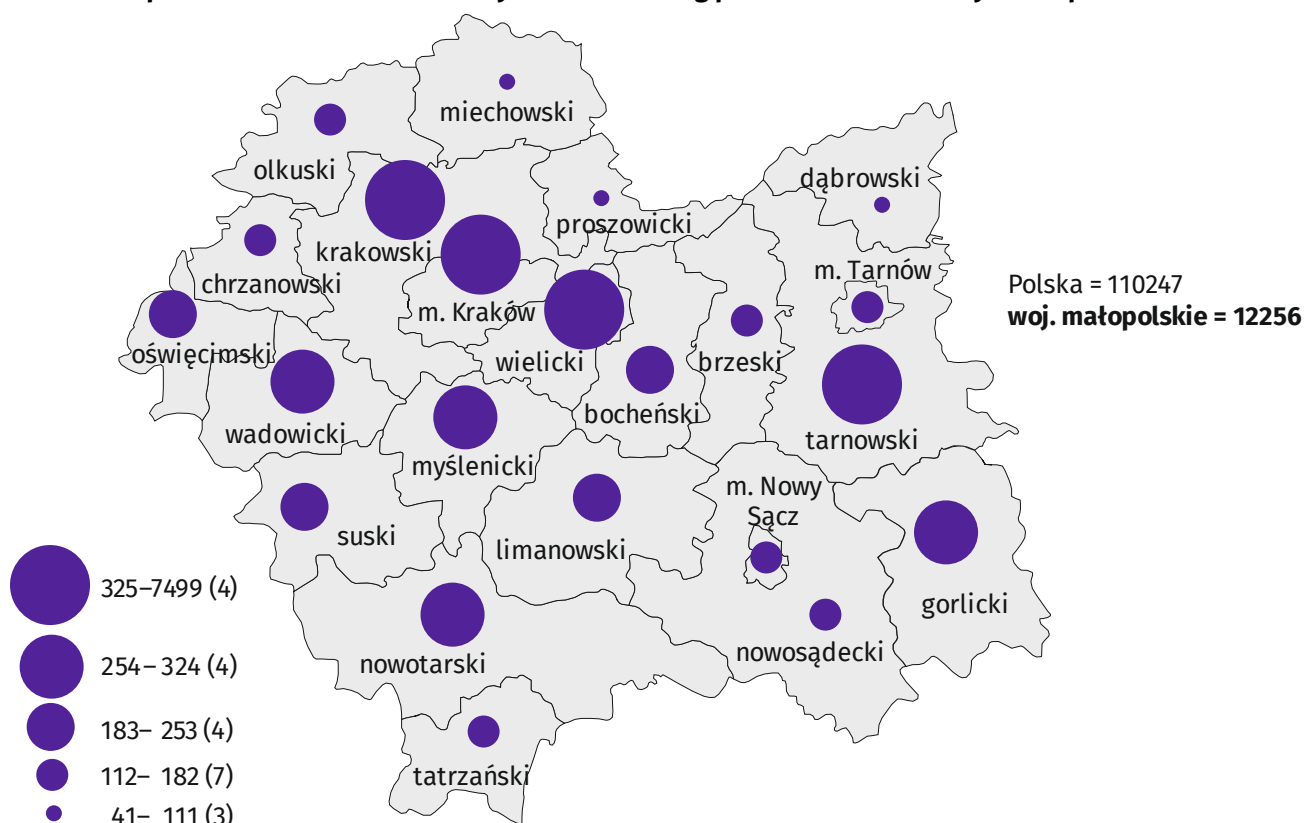 miechowski
olkuski
dąbrowski
proszowicki
krakowski
m. Tarnów
chrzanowski
Polska = 110247
m. Kraków
woj. małopolskie = 12256
oświęcimski
wielicki
brzeski
bocheński
wadowicki
tarnowski
myślenicki
m. Nowy
Sącz
suski
limanowski
325–7499 (4)
gorlicki
nowosądecki
254– 324 (4)
nowotarski
183– 253 (4)
112– 182 (7)
tatrzański
41– 111 (3)